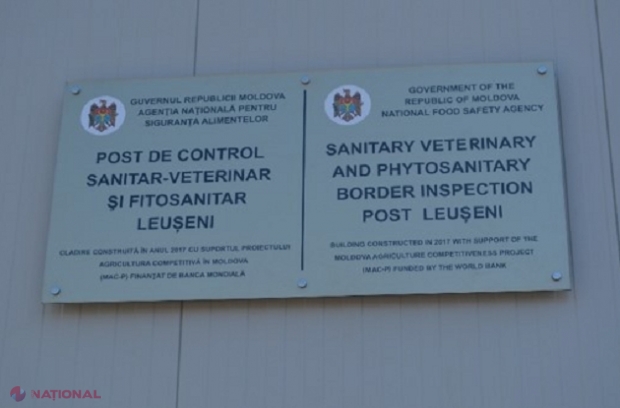 GUVERNUL REPUBLICII MOLDOVA
AGENȚIA NAȚIONALĂ PENTRU
SIGURANȚA ALIMENTELOR
POST DE CONTROL
SANITAR-VETERINAR
ȘI FITOSANITAR
LEUȘENI
CLĂDIRE CONSTRUITĂ ÎN ANUL 2017 CU SUPORTUL PROIECTULUI
AGRICULTURA COMPETITIVĂ ÎN MOLDOVA
(MAC-P) FINANȚAT DE BANCA MONDIALĂ
GOVERNMENT OF THE
REPUBLIC OF MOLDOVA
NATIONAL FOOD SAFETY AGENCY
SANITARY VETERINARY
AND PHYTOSANITARY
BORDER INSPECTION
POST LEUȘENI
BUILDING CONSTRUCTED IN 2017 WITH SUPPORT OF THE
MOLDOVA AGRICULTURE COMPETITIVENESS PROJECT
(MAC-P) FUNDED BY THE WORLD BANK
NAȚIONAL